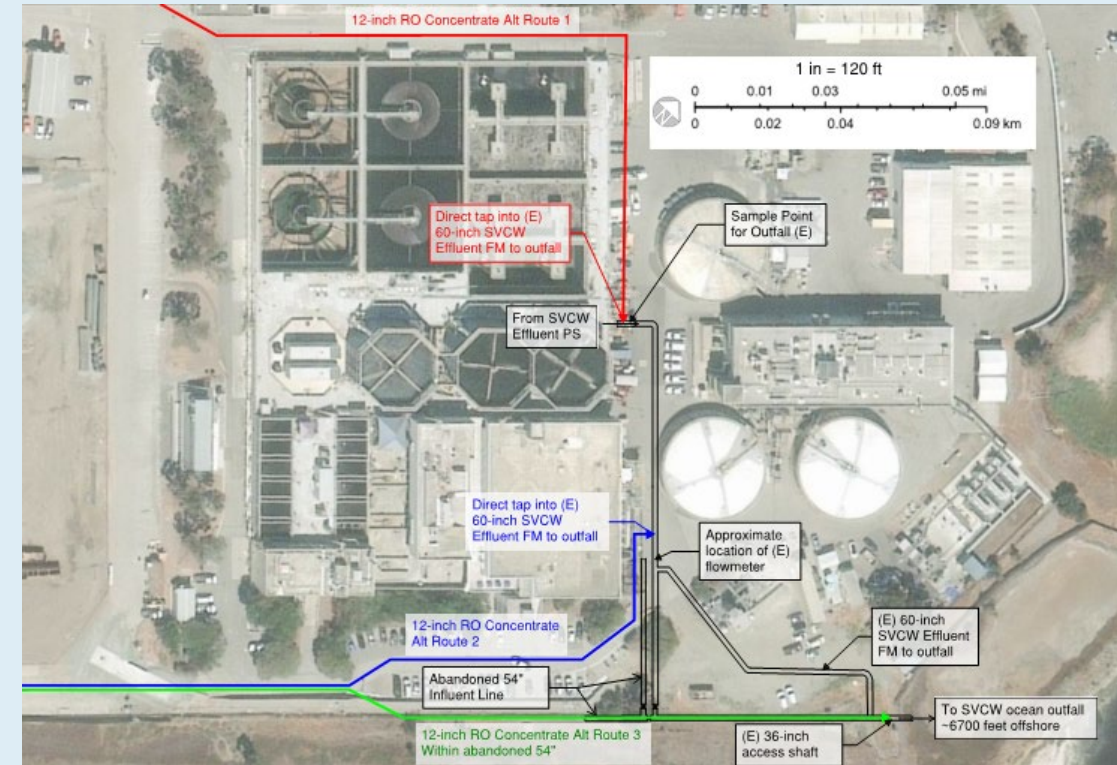 12-inch RO Concentrate Alt Route 1
1 in = 120 ft
0 0.01 0.03 0.05 mi
0 0.02 0.04 0.09 km
Direct tap into (E)
60-inch SVCW
Effluent FM to outfall
Sample Point
for Outfall (E)
From SVCW
Effluent PS
Direct tap into (E)
60-inch SVCW
Effluent FM to outfall
Approximate
location of (E)
flowmeter
12-inch RO Concentrate
Alt Route 2
(E) 60-inch
SVCW Effluent
FM to outfall
Abandoned 54"
Influent Line
To SVCW ocean outfall
~6700 feet offshore
12-inch RO Concentrate Alt Route 3
Within abandoned 54"
(E) 36-inch
access shaft